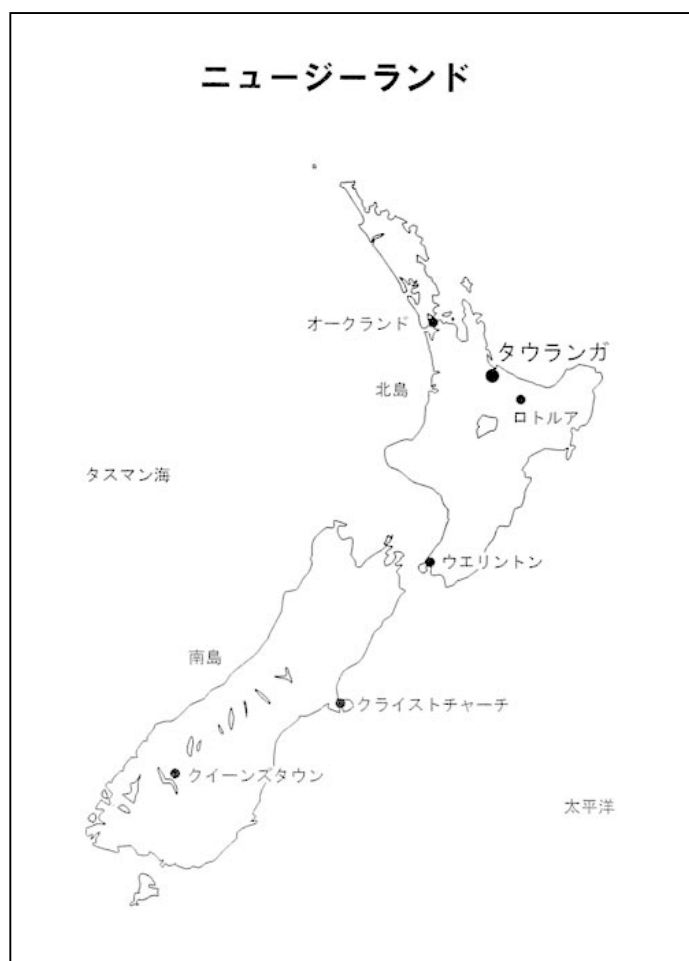 ニュージーランド
オークランド
タウランガ
北島
ロトルア
タスマン海
ウエリントン
南島
クライストチャーチ
クイーンズタウン
太平洋